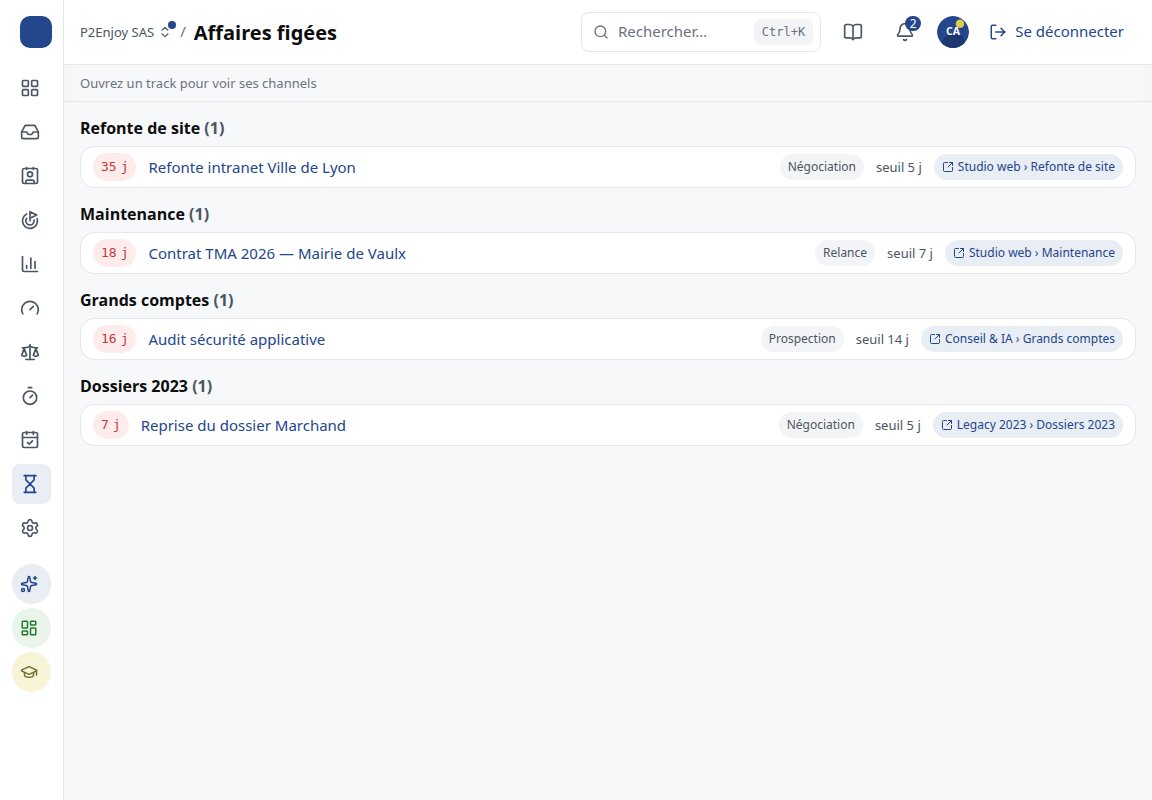 P2Enjoy SAS / Affaires figées
Rechercher... Ctrl+K
2
CA
Se déconnecter
Ouvrez un track pour voir ses channels
Refonte de site (1)
35 j Refonte intranet Ville de Lyon Négociation seuil 5 j Studio web › Refonte de site
Maintenance (1)
18 j Contrat TMA 2026 — Mairie de Vaulx Relance seuil 7 j Studio web › Maintenance
Grands comptes (1)
16 j Audit sécurité applicative Prospection seuil 14 j Conseil & IA › Grands comptes
Dossiers 2023 (1)
7 j Reprise du dossier Marchand Négociation seuil 5 j Legacy 2023 › Dossiers 2023